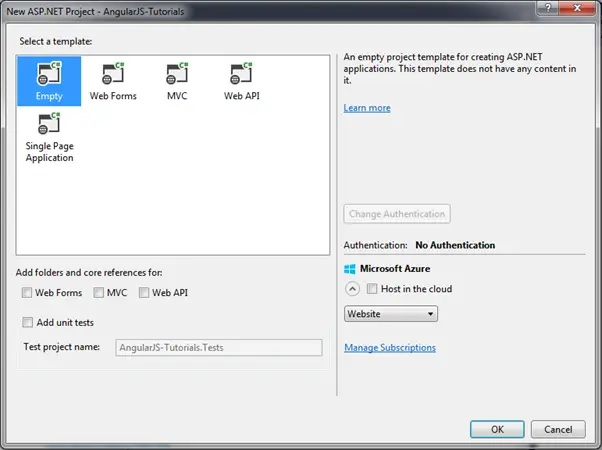 New ASP.NET Project - AngularJS-Tutorials
?
Select a template:
C#
C#
C#
C#
Empty
Web Forms
MVC
Web API
C#
Single Page
Application
An empty project template for creating ASP.NET
applications. This template does not have any content in
it.
Learn more
Change Authentication
Authentication: No Authentication
Microsoft Azure
Host in the cloud
Website
Manage Subscriptions
Add folders and core references for:
Web Forms
MVC
Web API
Add unit tests
Test project name:
AngularJS-Tutorials.Tests
OK
Cancel